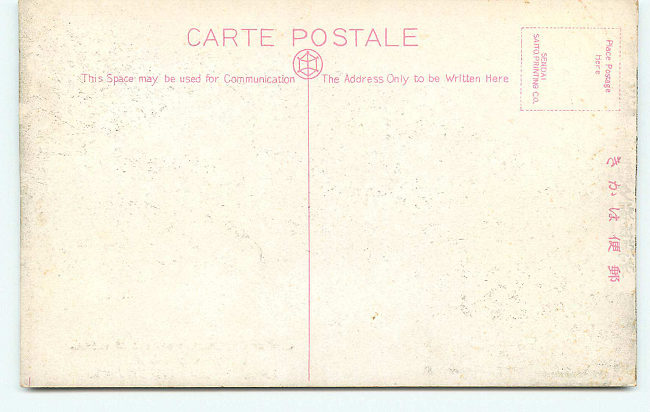 CARTE POSTALE
This Space may be used for Communication
The Address Only to be Written Here
Place Postage
Here
SENDAI
SAITO PRINTING CO.
郵便はかき